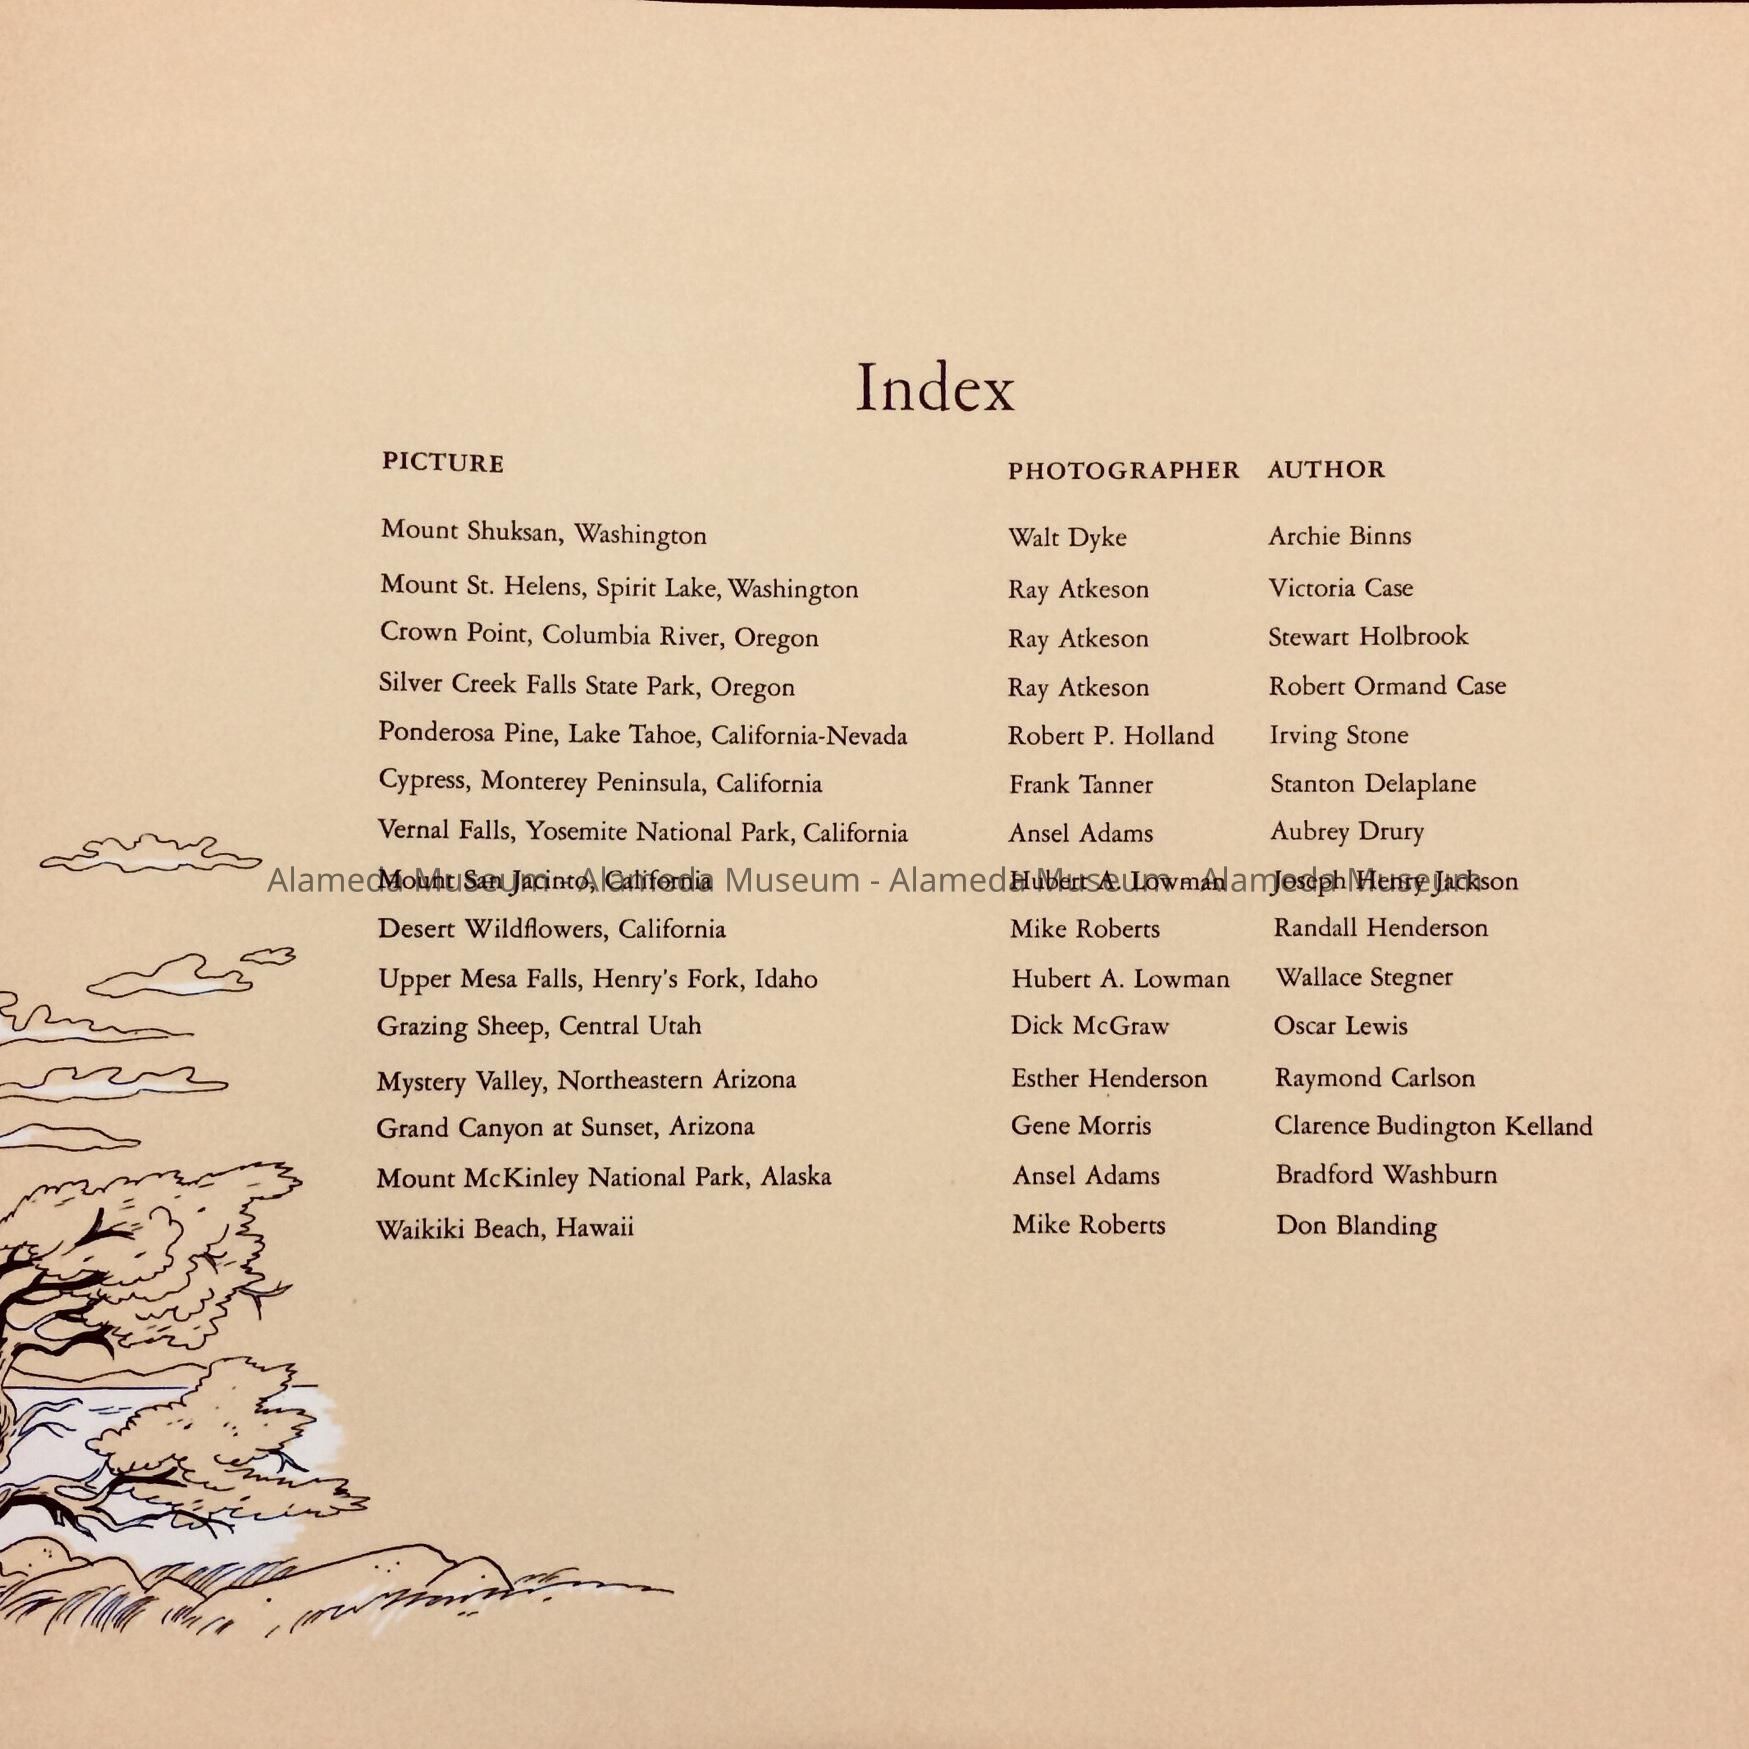 Index
PICTURE PHOTOGRAPHER AUTHOR
Mount Shuksan, Washington Walt Dyke Archie Binns
Mount St. Helens, Spirit Lake, Washington Ray Atkeson Victoria Case
Crown Point, Columbia River, Oregon Ray Atkeson Stewart Holbrook
Silver Creek Falls State Park, Oregon Ray Atkeson Robert Ormand Case
Ponderosa Pine, Lake Tahoe, California-Nevada Robert P. Holland Irving Stone
Cypress, Monterey Peninsula, California Frank Tanner Stanton Delaplane
Vernal Falls, Yosemite National Park, California Ansel Adams Aubrey Drury
Mount San Jacinto, California Hubert A. Lowman Joseph Henry Jackson
Alameda Museum - Alameda Museum - Alameda Museum - Alameda Museum
Desert Wildflowers, California Mike Roberts Randall Henderson
Upper Mesa Falls, Henry's Fork, Idaho Hubert A. Lowman Wallace Stegner
Grazing Sheep, Central Utah Dick McGraw Oscar Lewis
Mystery Valley, Northeastern Arizona Esther Henderson Raymond Carlson
Grand Canyon at Sunset, Arizona Gene Morris Clarence Budington Kelland
Mount McKinley National Park, Alaska Ansel Adams Bradford Washburn
Waikiki Beach, Hawaii Mike Roberts Don Blanding